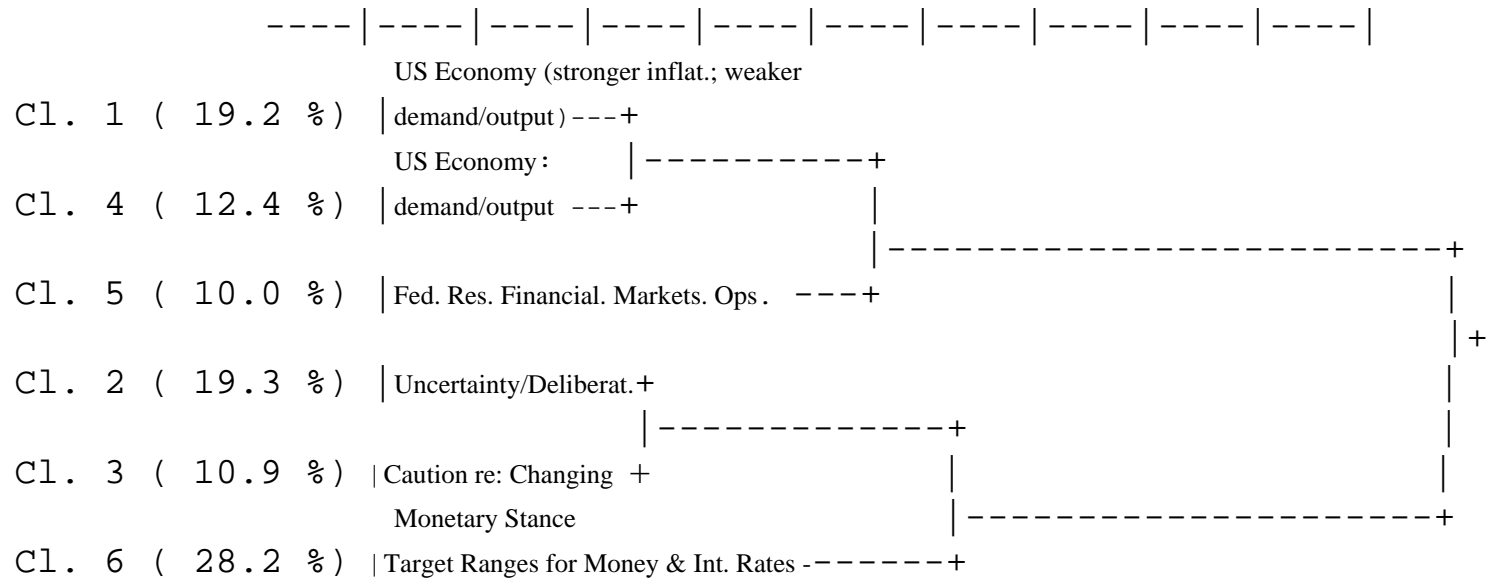 ----|----|----|----|----|----|----|----|----|----|
US Economy (stronger inflat.; weaker
Cl. 1 ( 19.2 %) |demand/output)---+
US Economy: |----------+
Cl. 4 ( 12.4 %) |demand/output ---+ |
|-------------------------+
Cl. 5 ( 10.0 %) |Fed. Res. Financial. Markets. Ops. ---+ |
|+
Cl. 2 ( 19.3 %) |Uncertainty/Deliberat.+ |
|-------------+ |
Cl. 3 ( 10.9 %) |Caution re: Changing + | |
Monetary Stance |---------------------+
Cl. 6 ( 28.2 %) |Target Ranges for Money & Int. Rates -------+